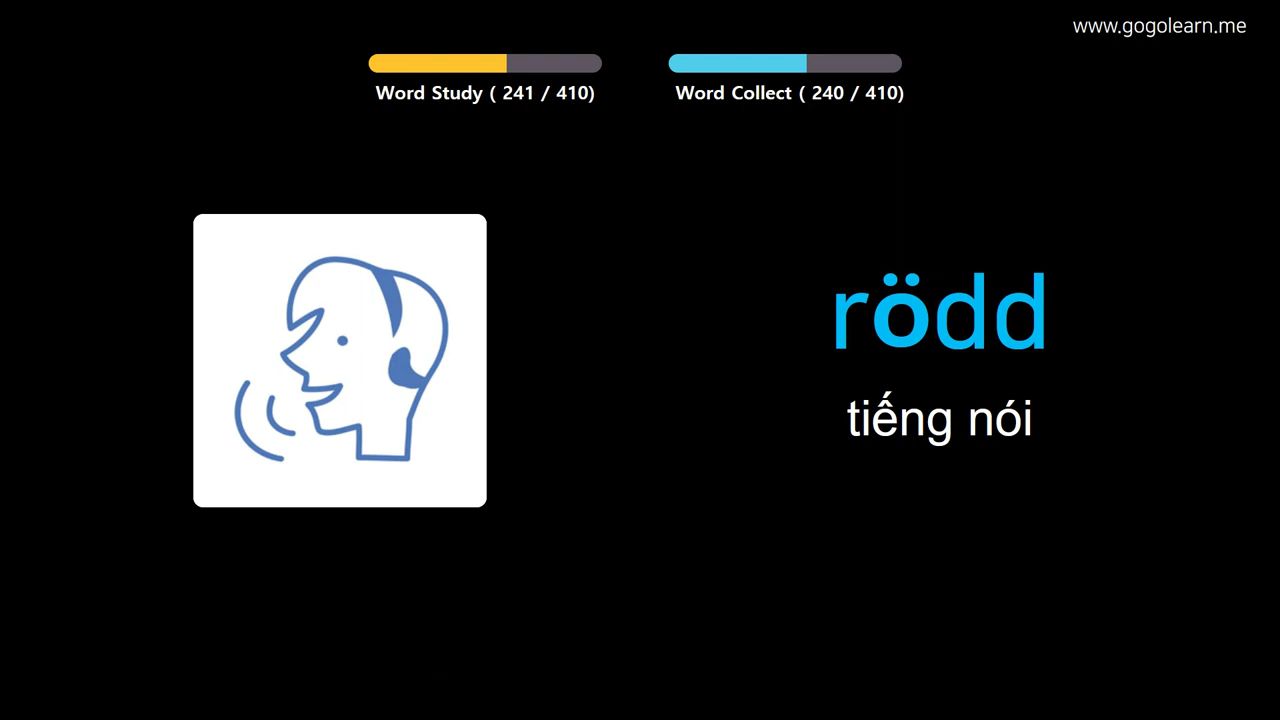 www.gogolearn.me
Word Study ( 241 / 410)
Word Collect ( 240 / 410)
rödd
tiếng nói